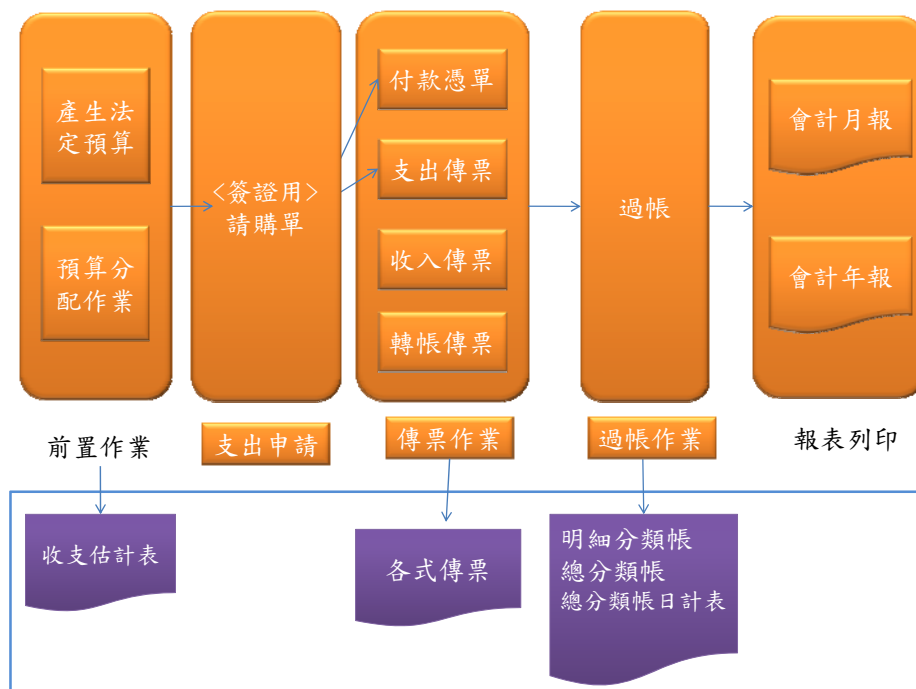 產生法
定預算
預算分
配作業
<簽證用>
請購單
付款憑單
支出傳票
收入傳票
轉帳傳票
過帳
會計月報
會計年報
前置作業
支出申請
傳票作業
過帳作業
報表列印
收支估計表
各式傳票
明細分類帳
總分類帳
總分類帳日計表